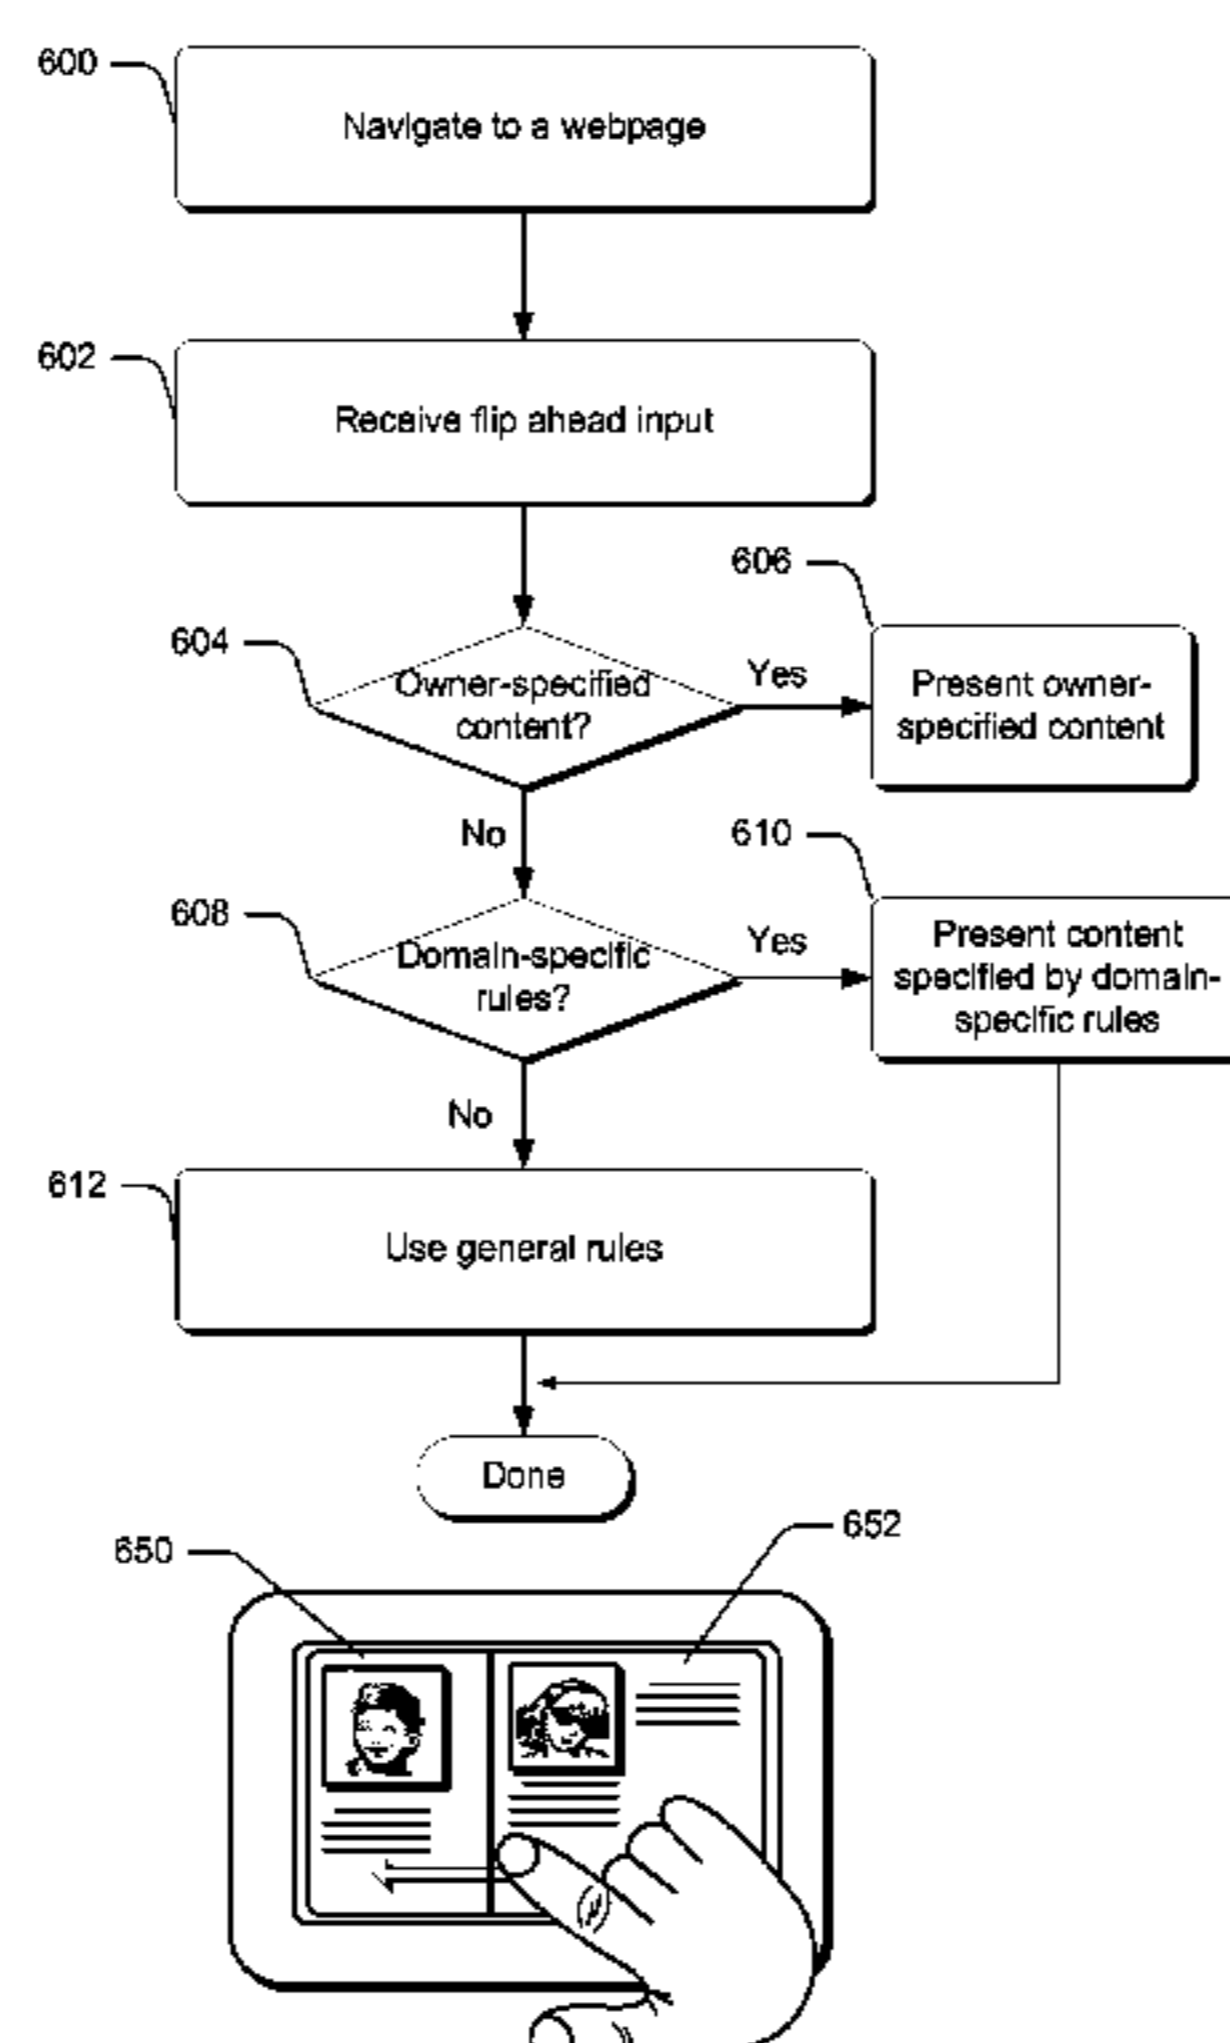 600
Navigate to a webpage
602
Receive flip ahead input
606
604
Owner-specified
content?
Yes
Present owner-
specified content
No
610
608
Domain-specific
rules?
Yes
Present content
specified by domain-
specific rules
No
612
Use general rules
Done
652
650